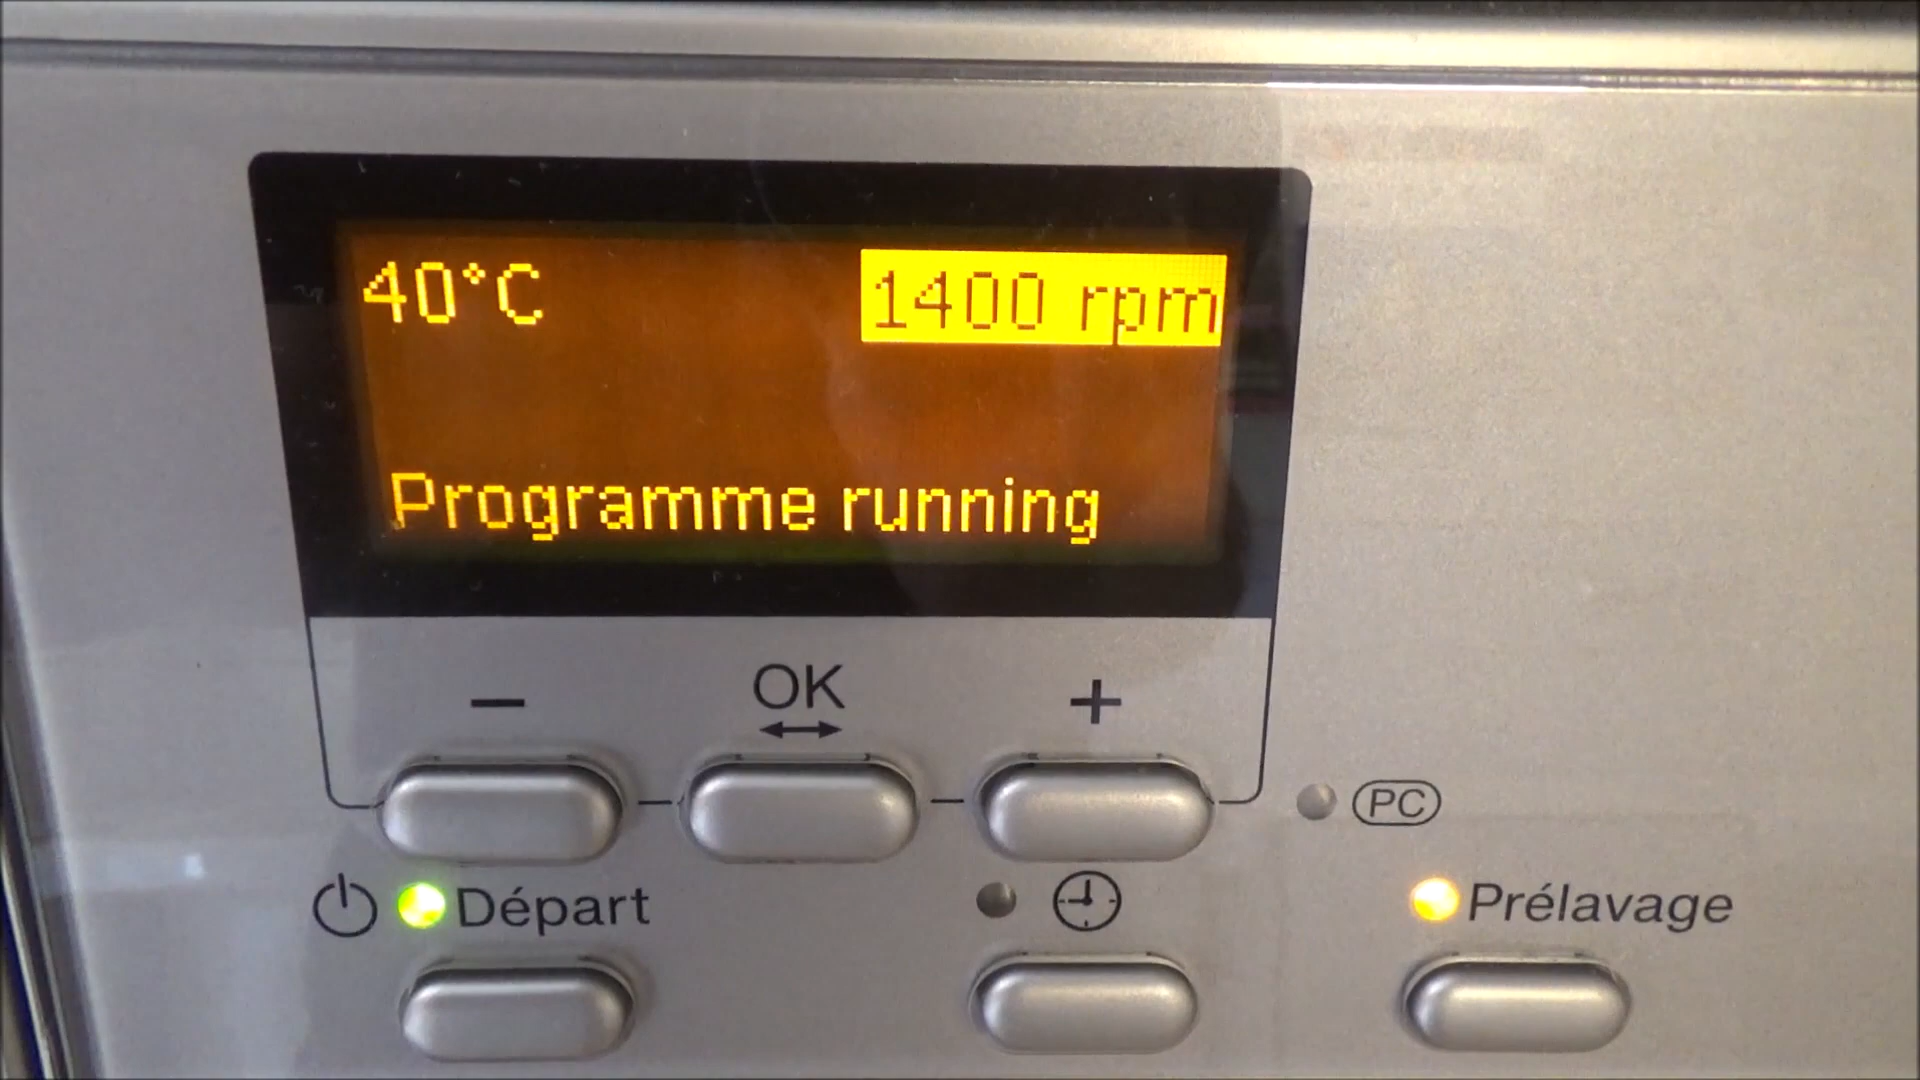 40°C 1400 rpm
Programme running
− OK +
PC
Départ Prélavage